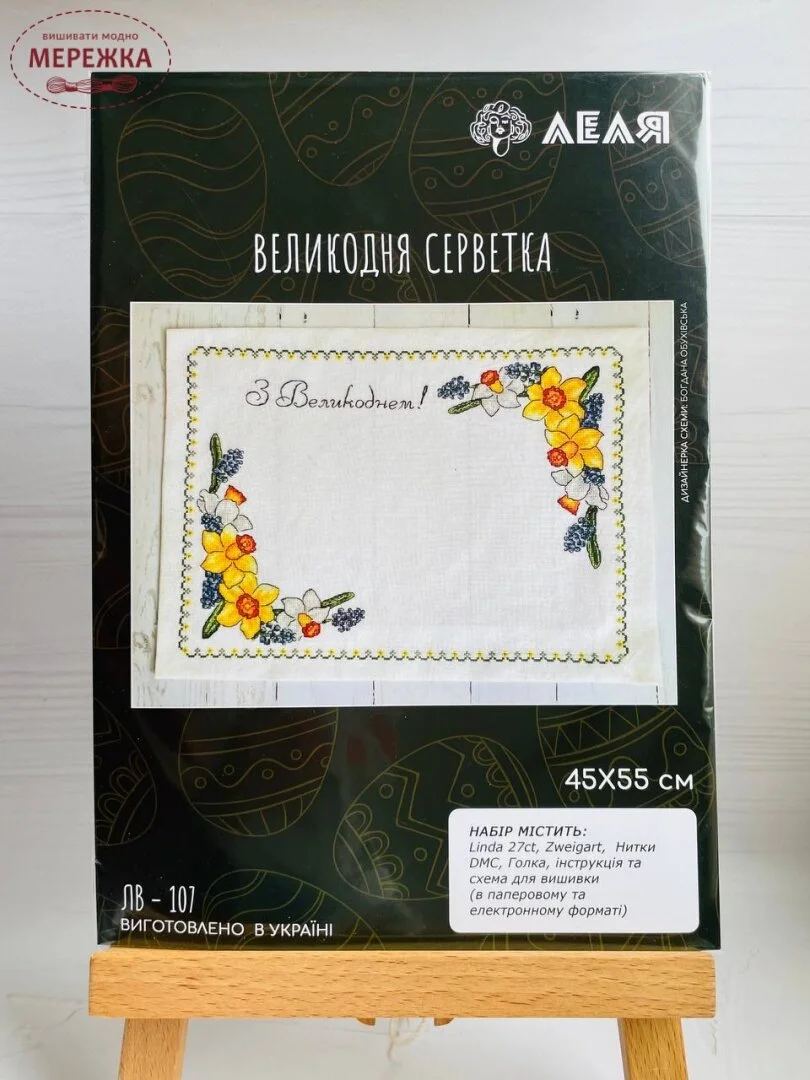 вишивати модно
МЕРЕЖКА
ЛЕЛЯ
ВЕЛИКОДНЯ СЕРВЕТКА
З Великоднем!
ДИЗАЙНЕРКА СХЕМИ: БОГДАНА ОБУХІВСЬКА
45X55 см
НАБІР МІСТИТЬ:
Linda 27ct, Zweigart, Нитки
DMC, Голка, інструкція та
схема для вишивки
(в паперовому та
електронному форматі)
ЛВ - 107
ВИГОТОВЛЕНО В УКРАЇНІ